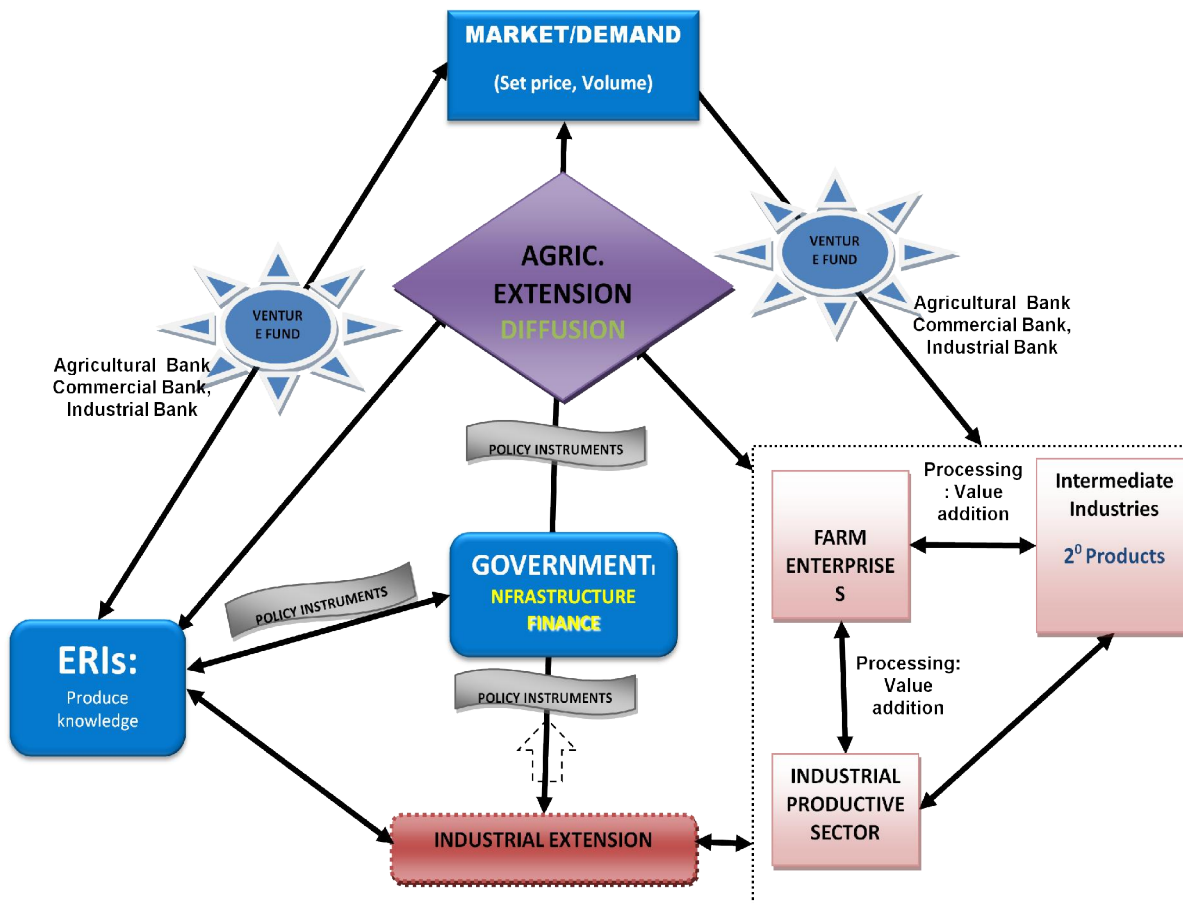 MARKET/DEMAND
(Set price, Volume)
VENTUR
E FUND
Agricultural Bank
Commercial Bank,
Industrial Bank
AGRIC.
EXTENSION
DIFFUSION
VENTUR
E FUND
Agricultural Bank
Commercial Bank,
Industrial Bank
POLICY INSTRUMENTS
GOVERNMENTI
NFRASTRUCTURE
FINANCE
POLICY INSTRUMENTS
POLICY INSTRUMENTS
ERIs:
Produce
knowledge
INDUSTRIAL EXTENSION
FARM
ENTERPRISE
S
Processing
: Value
addition
Intermediate
Industries
2⁰ Products
Processing:
Value
addition
INDUSTRIAL
PRODUCTIVE
SECTOR